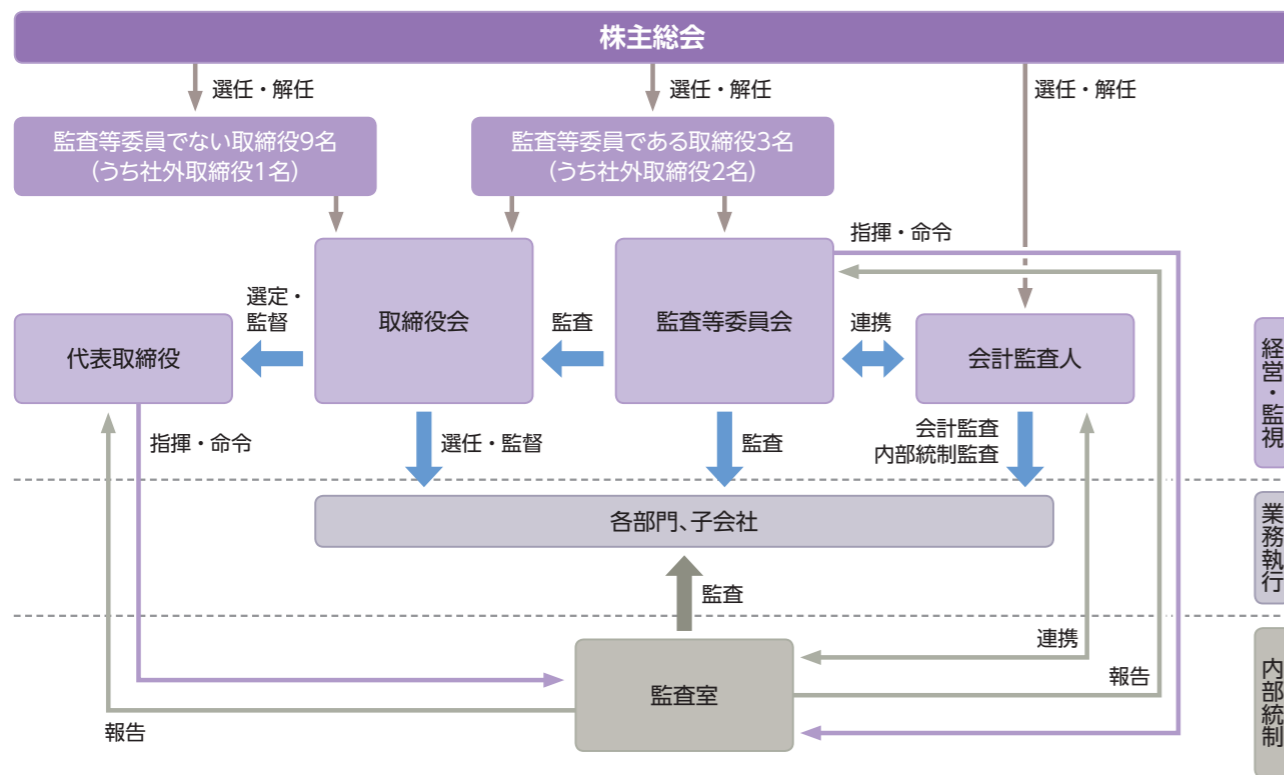 株主総会
選任・解任
選任・解任
選任・解任
監査等委員でない取締役9名
(うち社外取締役1名)
監査等委員である取締役3名
(うち社外取締役2名)
指揮・命令
選定・
監督
取締役会
監査
監査等委員会
連携
代表取締役
会計監査人
経営・監視
指揮・命令
選任・監督
監査
会計監査
内部統制監査
各部門、子会社
業務執行
監査
連携
監査室
報告
報告
内部統制